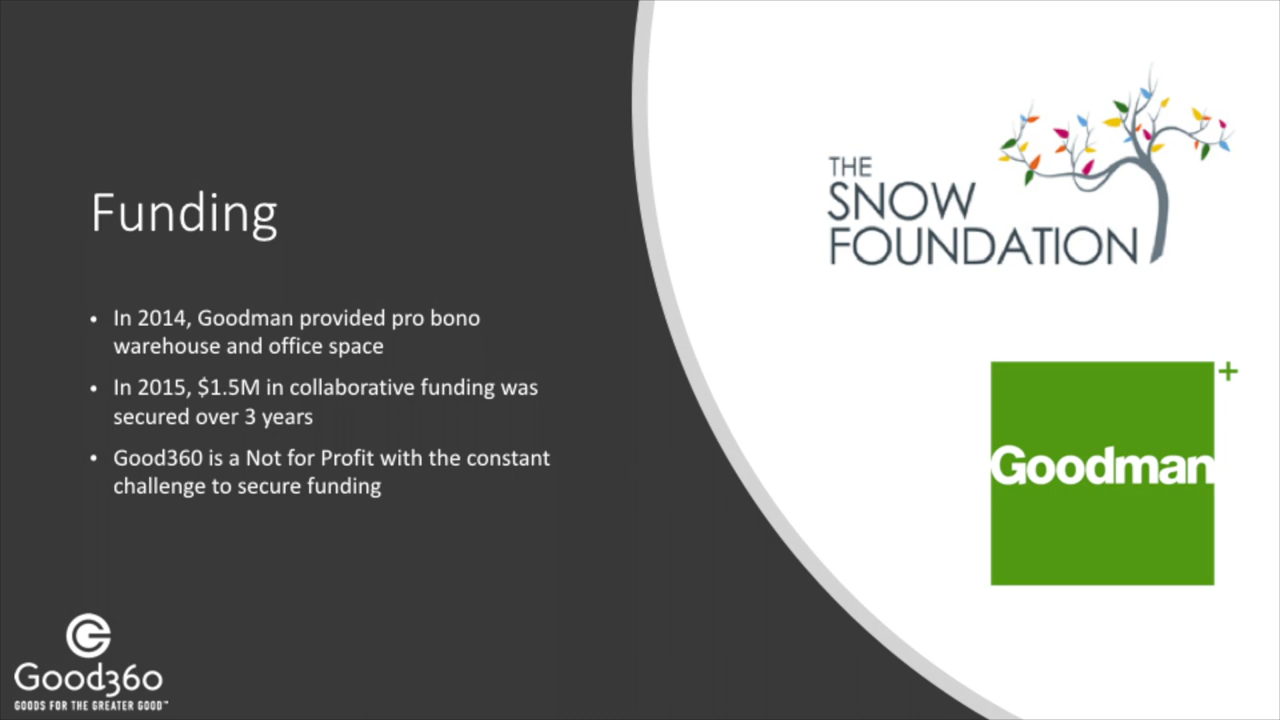 Funding
• In 2014, Goodman provided pro bono
warehouse and office space
• In 2015, $1.5M in collaborative funding was
secured over 3 years
• Good360 is a Not for Profit with the constant
challenge to secure funding
THE
SNOW
FOUNDATION
Goodman
+
Good360
GOODS FOR THE GREATER GOOD™